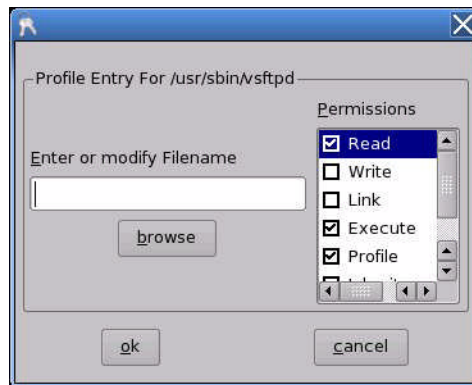 Profile Entry For /usr/sbin/vsftpd
Permissions
Read
Write
Link
Execute
Profile
Enter or modify Filename
browse
ok
cancel